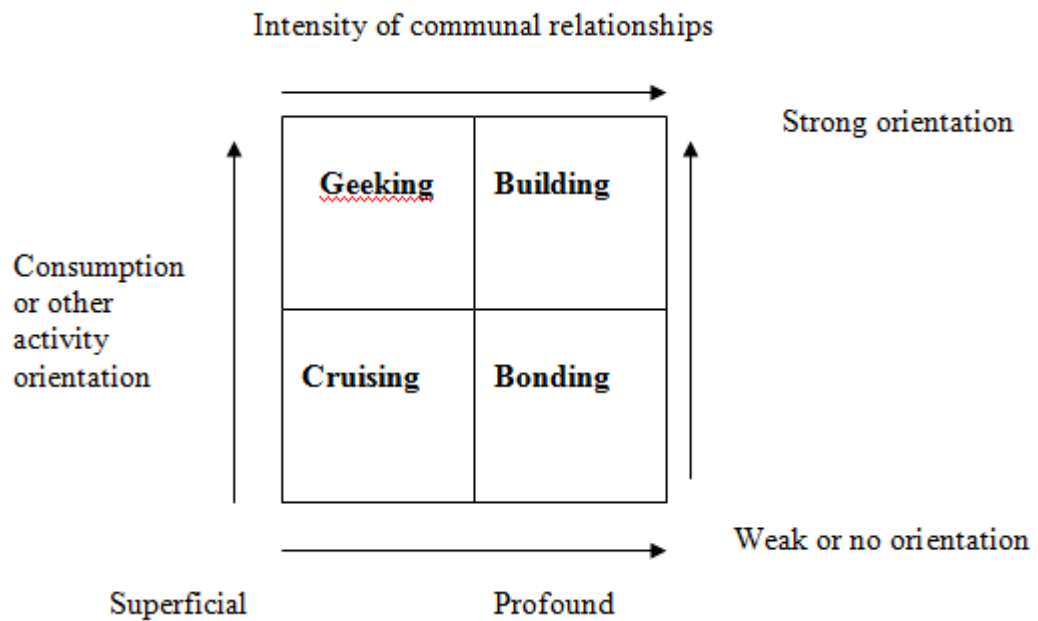 Intensity of communal relationships
Strong orientation
Geeking
Building
Consumption
or other
activity
orientation
Cruising
Bonding
Weak or no orientation
Superficial
Profound